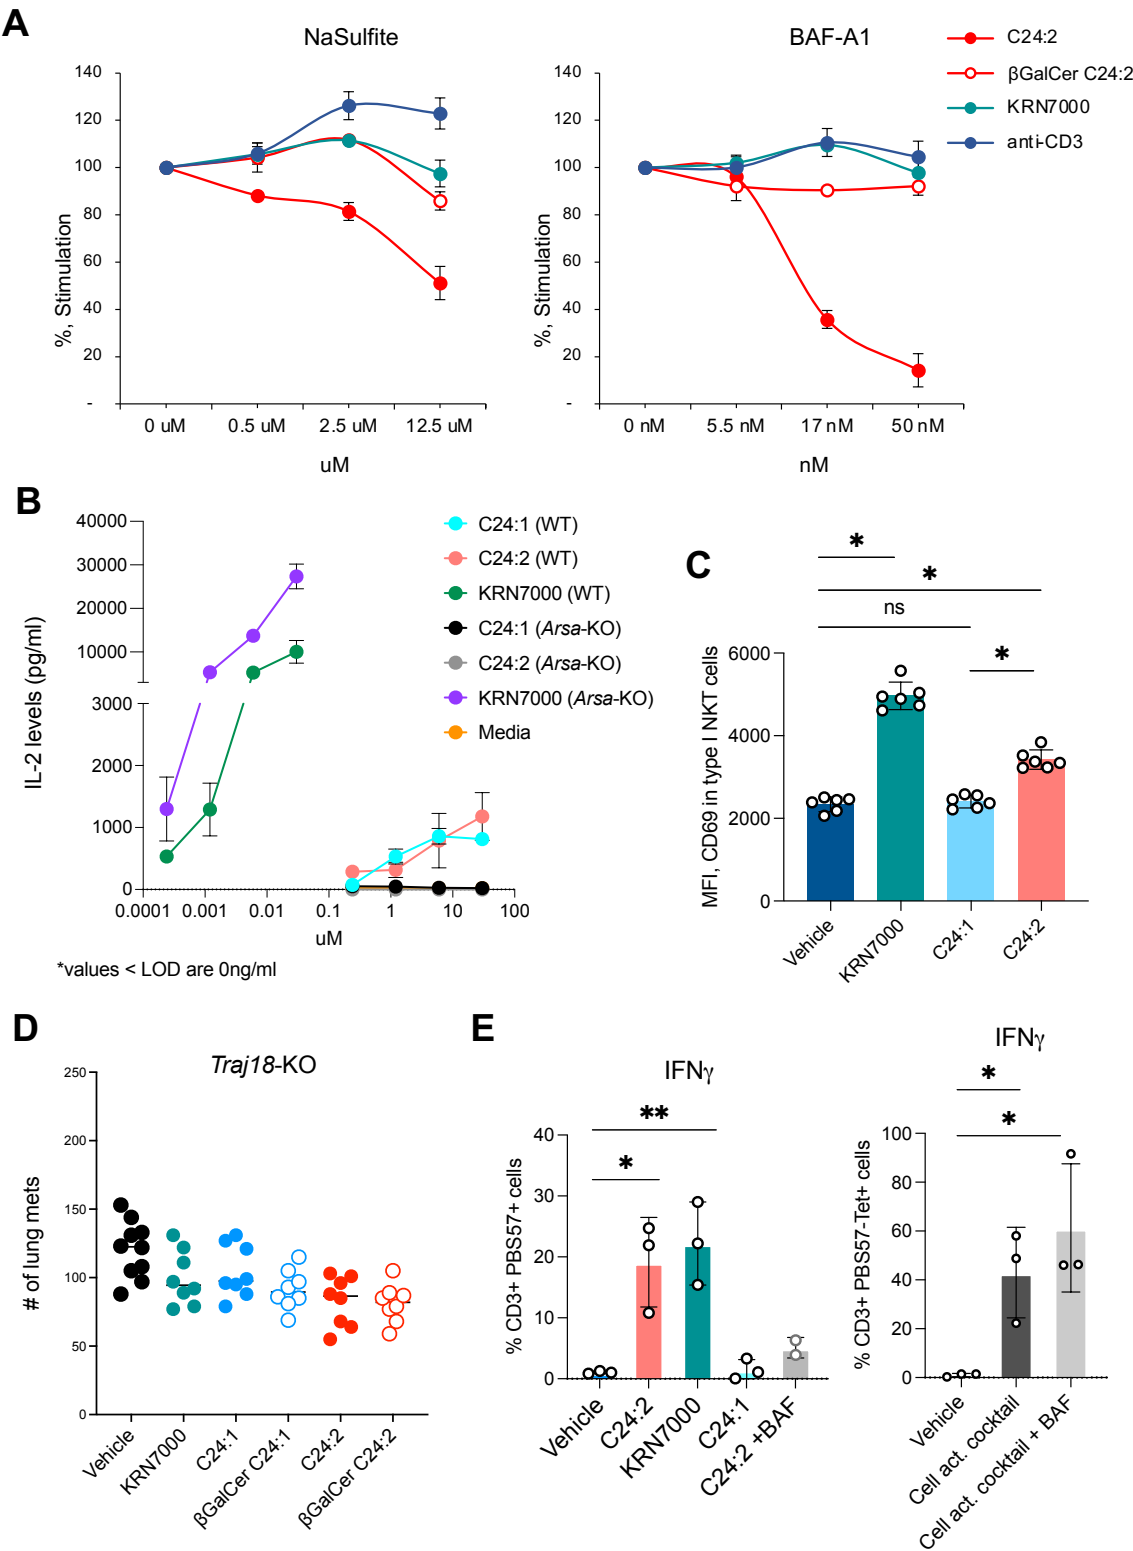 A
NaSulfite
BAF-A1
C24:2
βGalCer C24:2
KRN7000
anti-CD3
%, Stimulation
140
120
100
80
60
40
20
-
0 uM
0.5 uM
2.5 uM
12.5 uM
uM
%, Stimulation
140
120
100
80
60
40
20
-
0 nM
5.5 nM
17 nM
50 nM
nM
B
IL-2 levels (pg/ml)
40000
30000
20000
10000
3000
2000
1000
0
0.0001
0.001
0.01
0.1
1
10
100
uM
C24:1 (WT)
C24:2 (WT)
KRN7000 (WT)
C24:1 (Arsa-KO)
C24:2 (Arsa-KO)
KRN7000 (Arsa-KO)
Media
*values < LOD are 0ng/ml
C
*
*
ns
*
MFI, CD69 in type I NKT cells
6000
4000
2000
0
Vehicle
KRN7000
C24:1
C24:2
D
Traj18-KO
# of lung mets
250
200
150
100
50
0
Vehicle
KRN7000
C24:1
βGalCer C24:1
C24:2
βGalCer C24:2
E
IFNγ
**
*
% CD3+ PBS57+ cells
40
30
20
10
0
Vehicle
C24:2
KRN7000
C24:1
C24:2 +BAF
IFNγ
*
*
% CD3+ PBS57-Tet+ cells
100
80
60
40
20
0
Vehicle
Cell act. cocktail
Cell act. cocktail + BAF